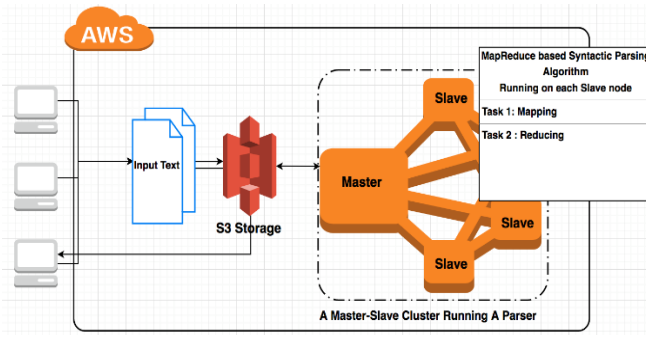 AWS
MapReduce based Syntactic Parsing
Algorithm
Running on each Slave node
Task 1: Mapping
Task 2 : Reducing
Slave
Input Text
Master
S3 Storage
Slave
Slave
A Master-Slave Cluster Running A Parser